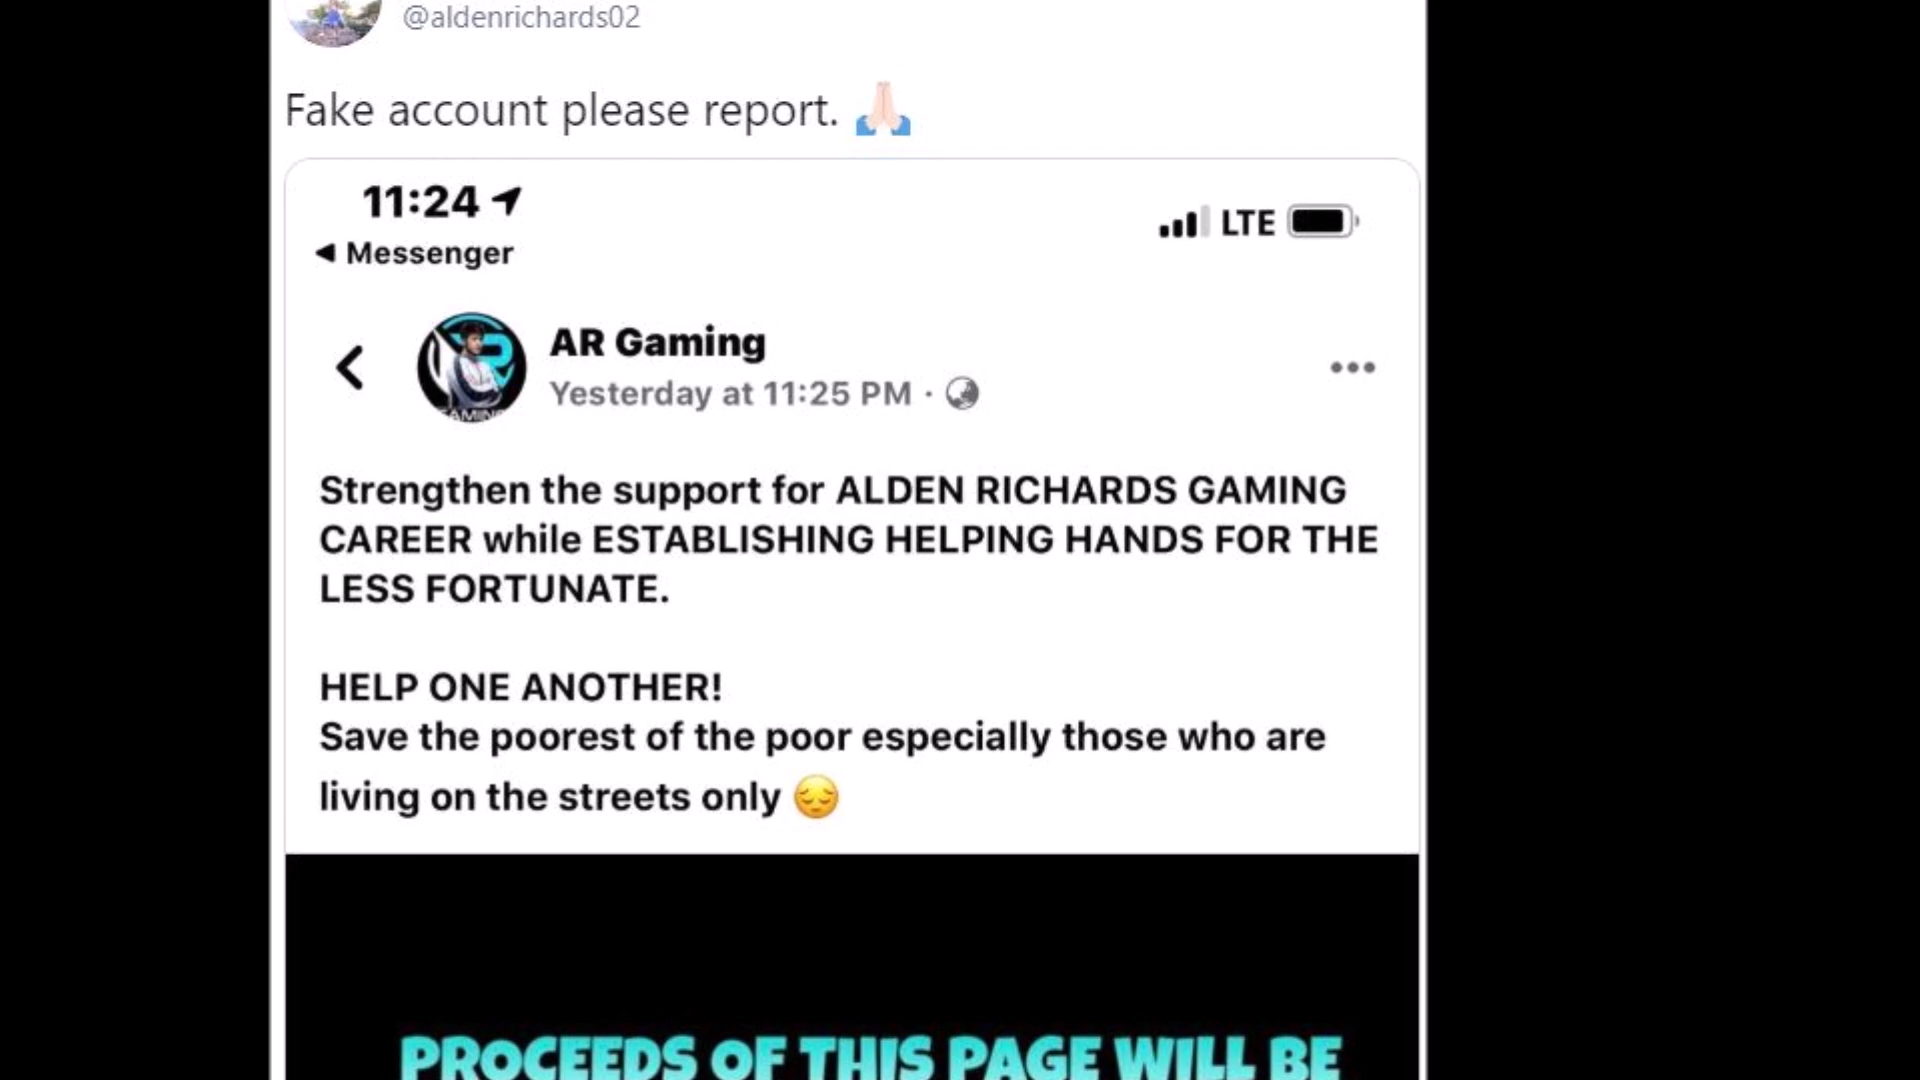 @aldenrichards02
Fake account please report.
11:24
Messenger
LTE
AR Gaming
Yesterday at 11:25 PM ·
GAMING
Strengthen the support for ALDEN RICHARDS GAMING
CAREER while ESTABLISHING HELPING HANDS FOR THE
LESS FORTUNATE.
HELP ONE ANOTHER!
Save the poorest of the poor especially those who are
living on the streets only
PROCEEDS OF THIS PAGE WILL BE